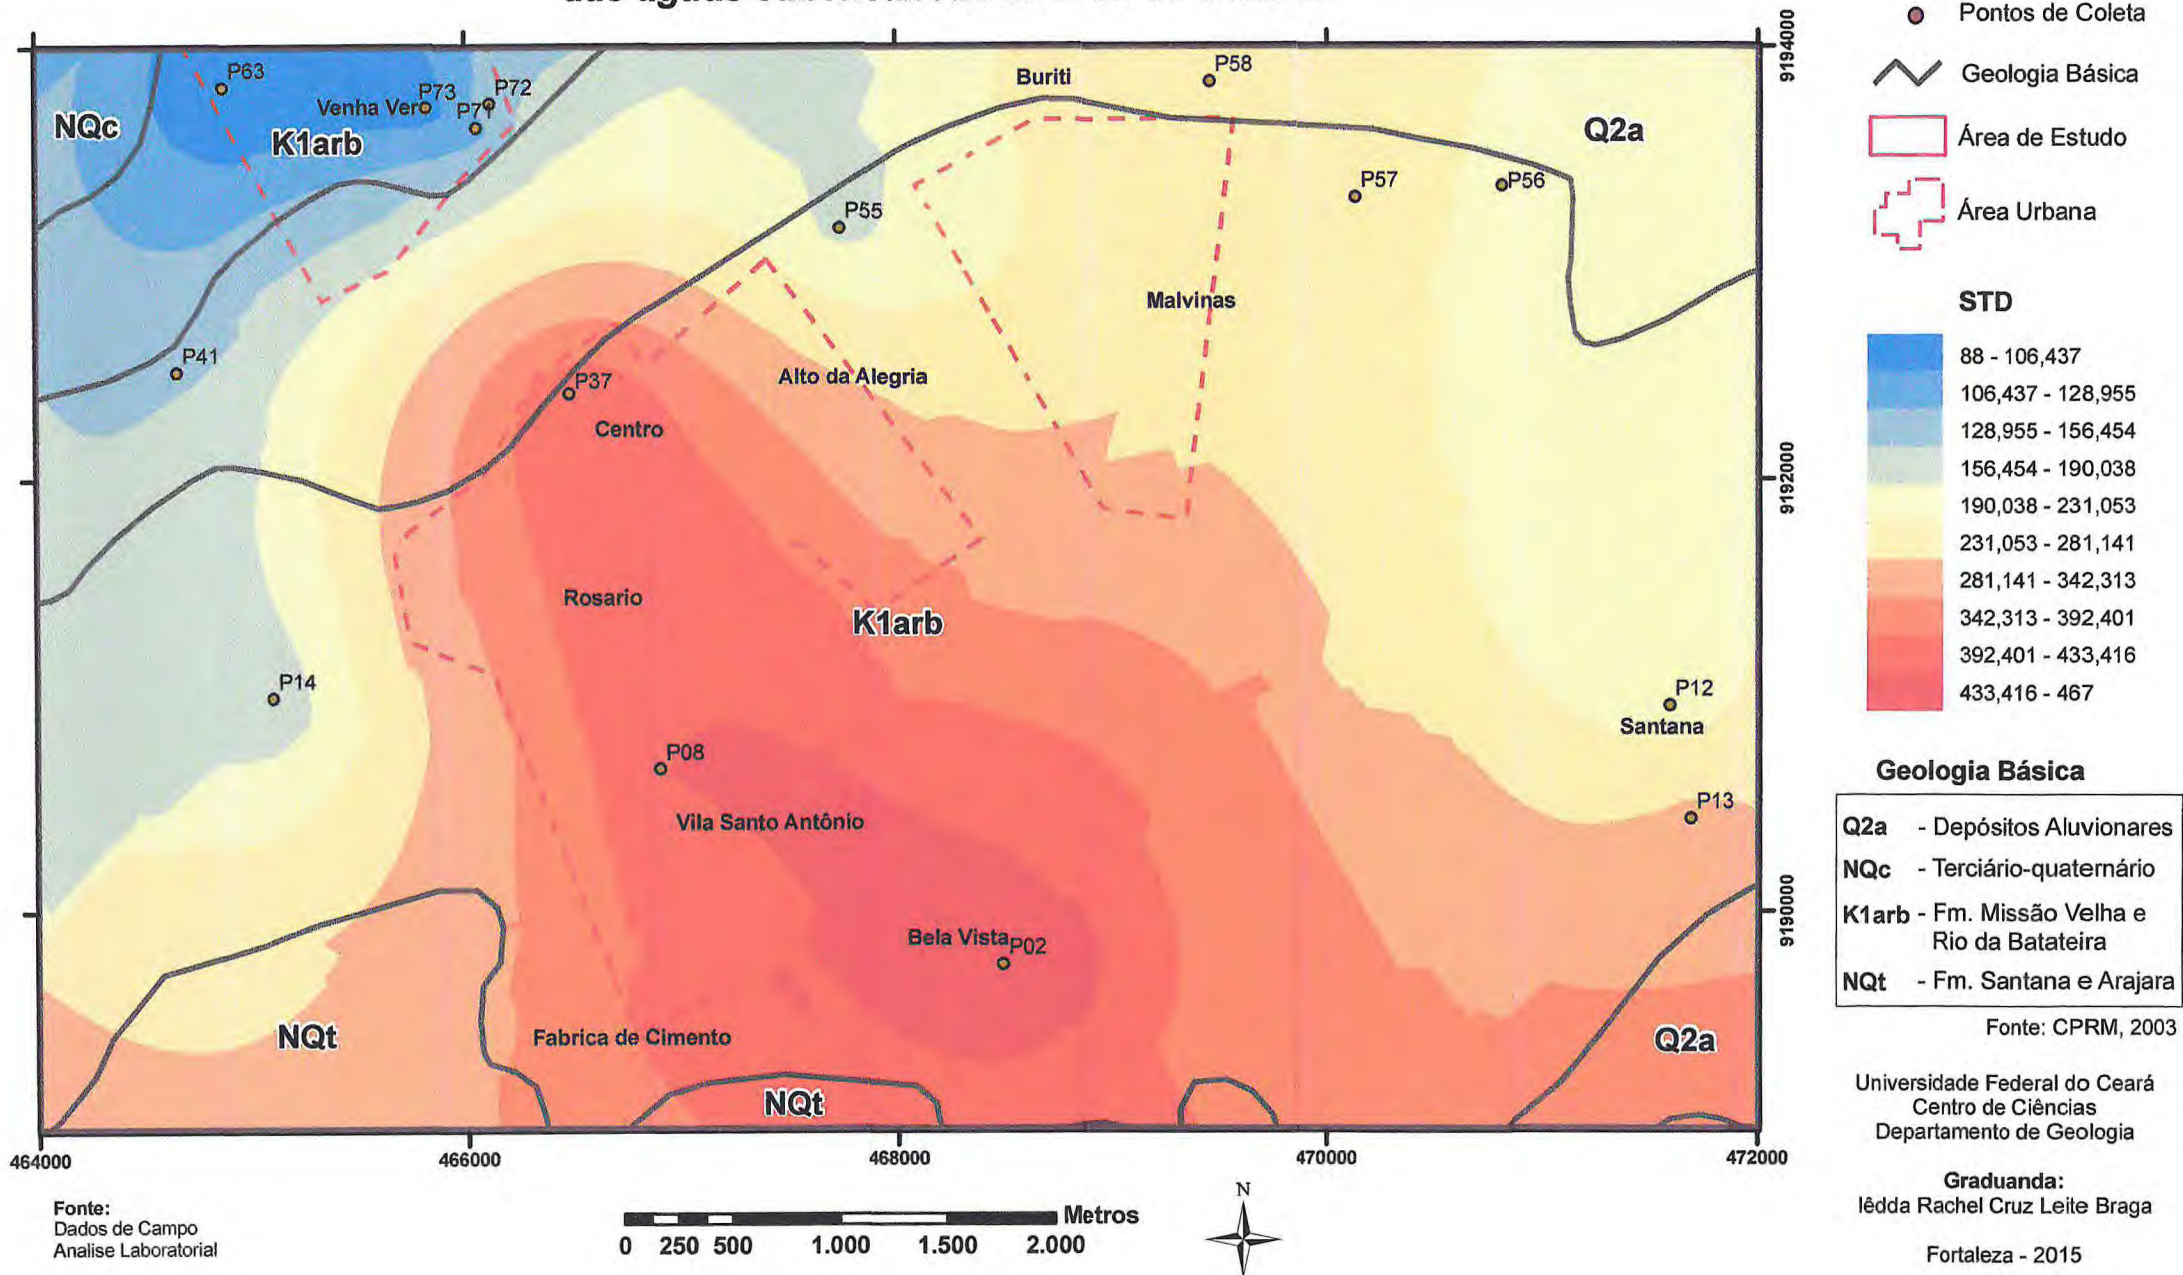 Pontos de Coleta
Geologia Básica
Área de Estudo
Área Urbana
STD
88 - 106,437
106,437 - 128,955
128,955 - 156,454
156,454 - 190,038
190,038 - 231,053
231,053 - 281,141
281,141 - 342,313
342,313 - 392,401
392,401 - 433,416
433,416 - 467
Geologia Básica
Q2a - Depósitos Aluvionares
NQc - Terciário-quaternário
K1arb - Fm. Missão Velha e
Rio da Batateira
NQt - Fm. Santana e Arajara
Fonte: CPRM, 2003
Universidade Federal do Ceará
Centro de Ciências
Departamento de Geologia
Graduanda:
Iêdda Rachel Cruz Leite Braga
Fortaleza - 2015
P63
P73
P72
Venha Ver
P71
NQc
K1arb
Buriti
P58
Q2a
P57
P56
P55
Malvinas
P41
P37
Alto da Alegria
Centro
Rosario
K1arb
P14
P12
Santana
P08
P13
Vila Santo Antônio
Bela Vista
P02
NQt
Fabrica de Cimento
Q2a
NQt
9194000
9192000
9190000
464000
466000
468000
470000
472000
Fonte:
Dados de Campo
Analise Laboratorial
Metros
0 250 500 1.000 1.500 2.000
N